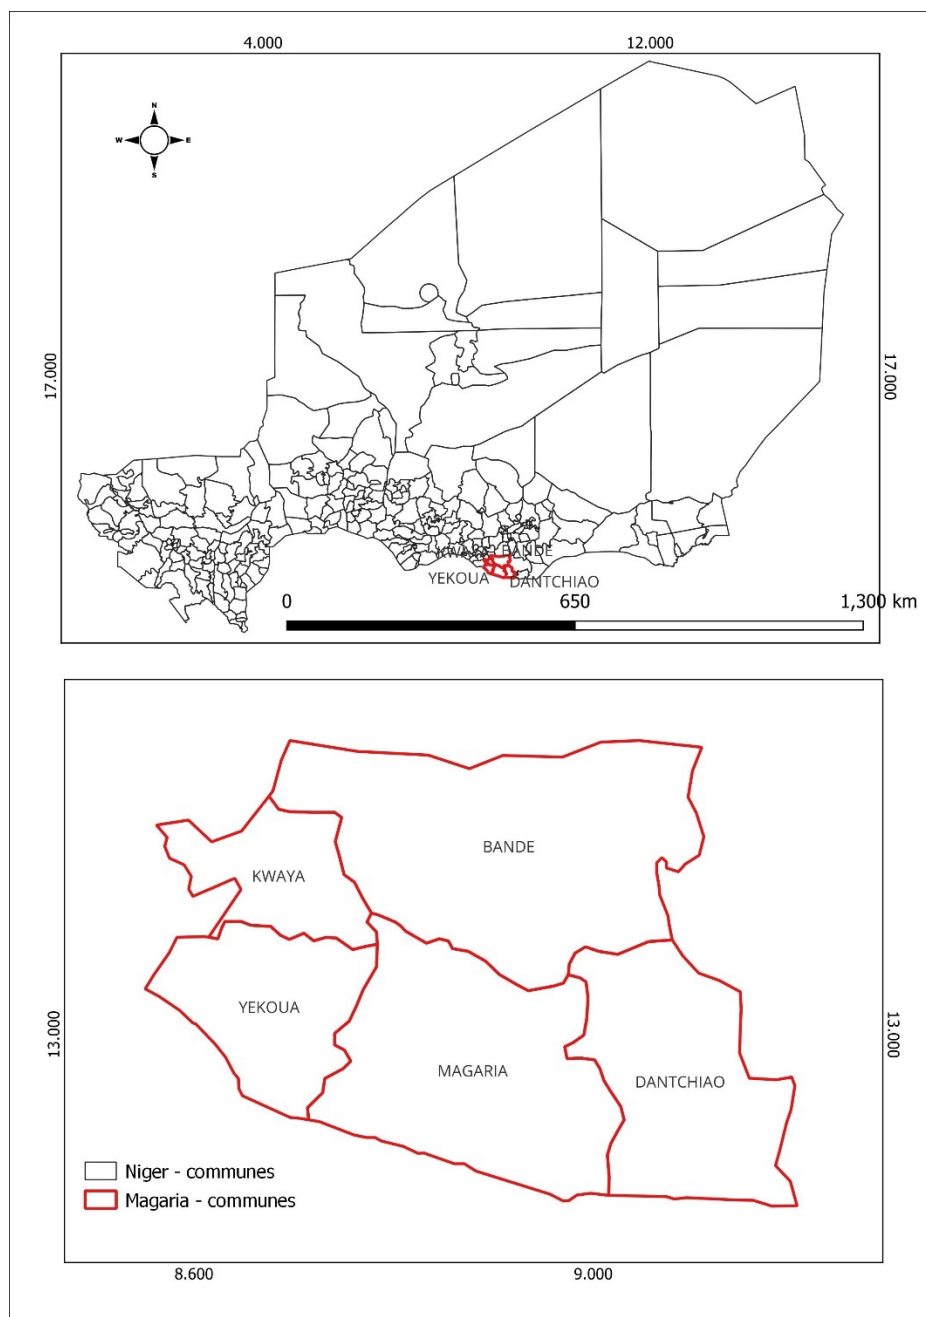 4.000 12.000
N
W E
S
17.000 17.000
KWAYA BANDE
YEKOUA DANTCHIAO
0 650 1,300 km
BANDE
KWAYA
YEKOUA
13.000 13.000
MAGARIA
DANTCHIAO
Niger - communes
Magaria - communes
8.600 9.000